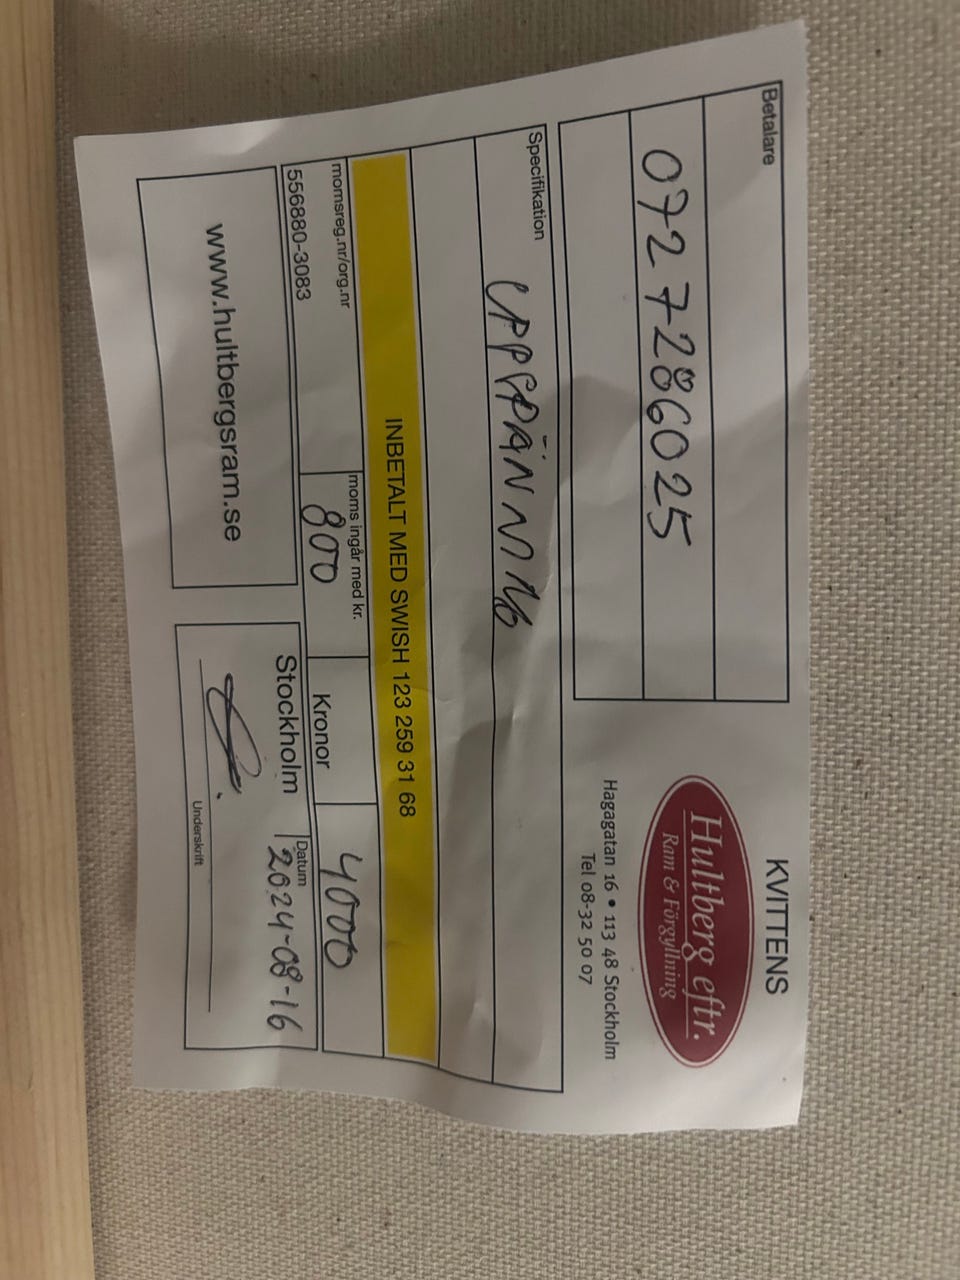 KVITTENS
Betalare
0727286025
Hultberg eftr.
Ram & Förgyllning
Hagagatan 16 • 113 48 Stockholm
Tel 08-32 50 07
Specifikation
UPPSPÄNNING
INBETALT MED SWISH 123 259 31 68
momsreg.nr/org.nr
556880-3083
moms ingår med kr.
800
Kronor
4000
www.hultbergsram.se
Stockholm
Datum
2024-08-16
Underskrift